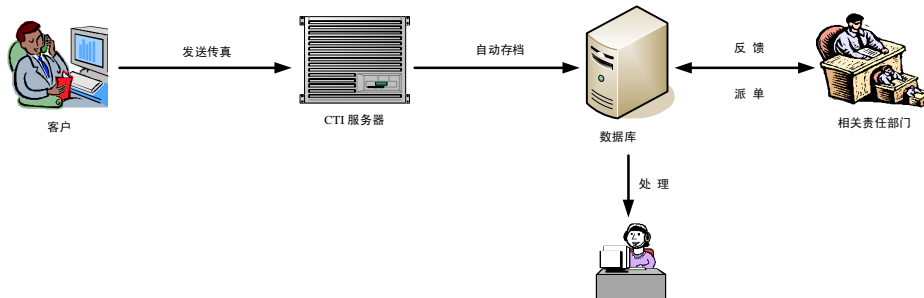 发送传真
自动存档
反 馈
派 单
客户
CTI 服务器
数据库
相关责任部门
处 理